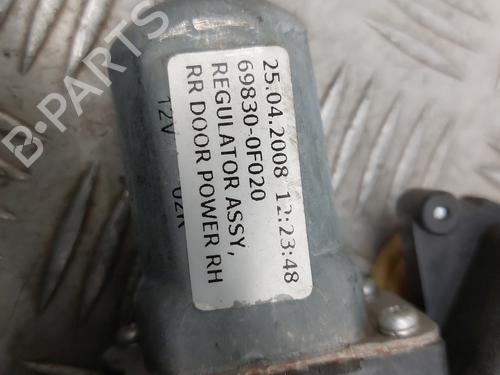 25.04.2008 12:23:48
69830-0F020
REGULATOR ASSY,
RR DOOR POWER RH
12V
B-PARTS